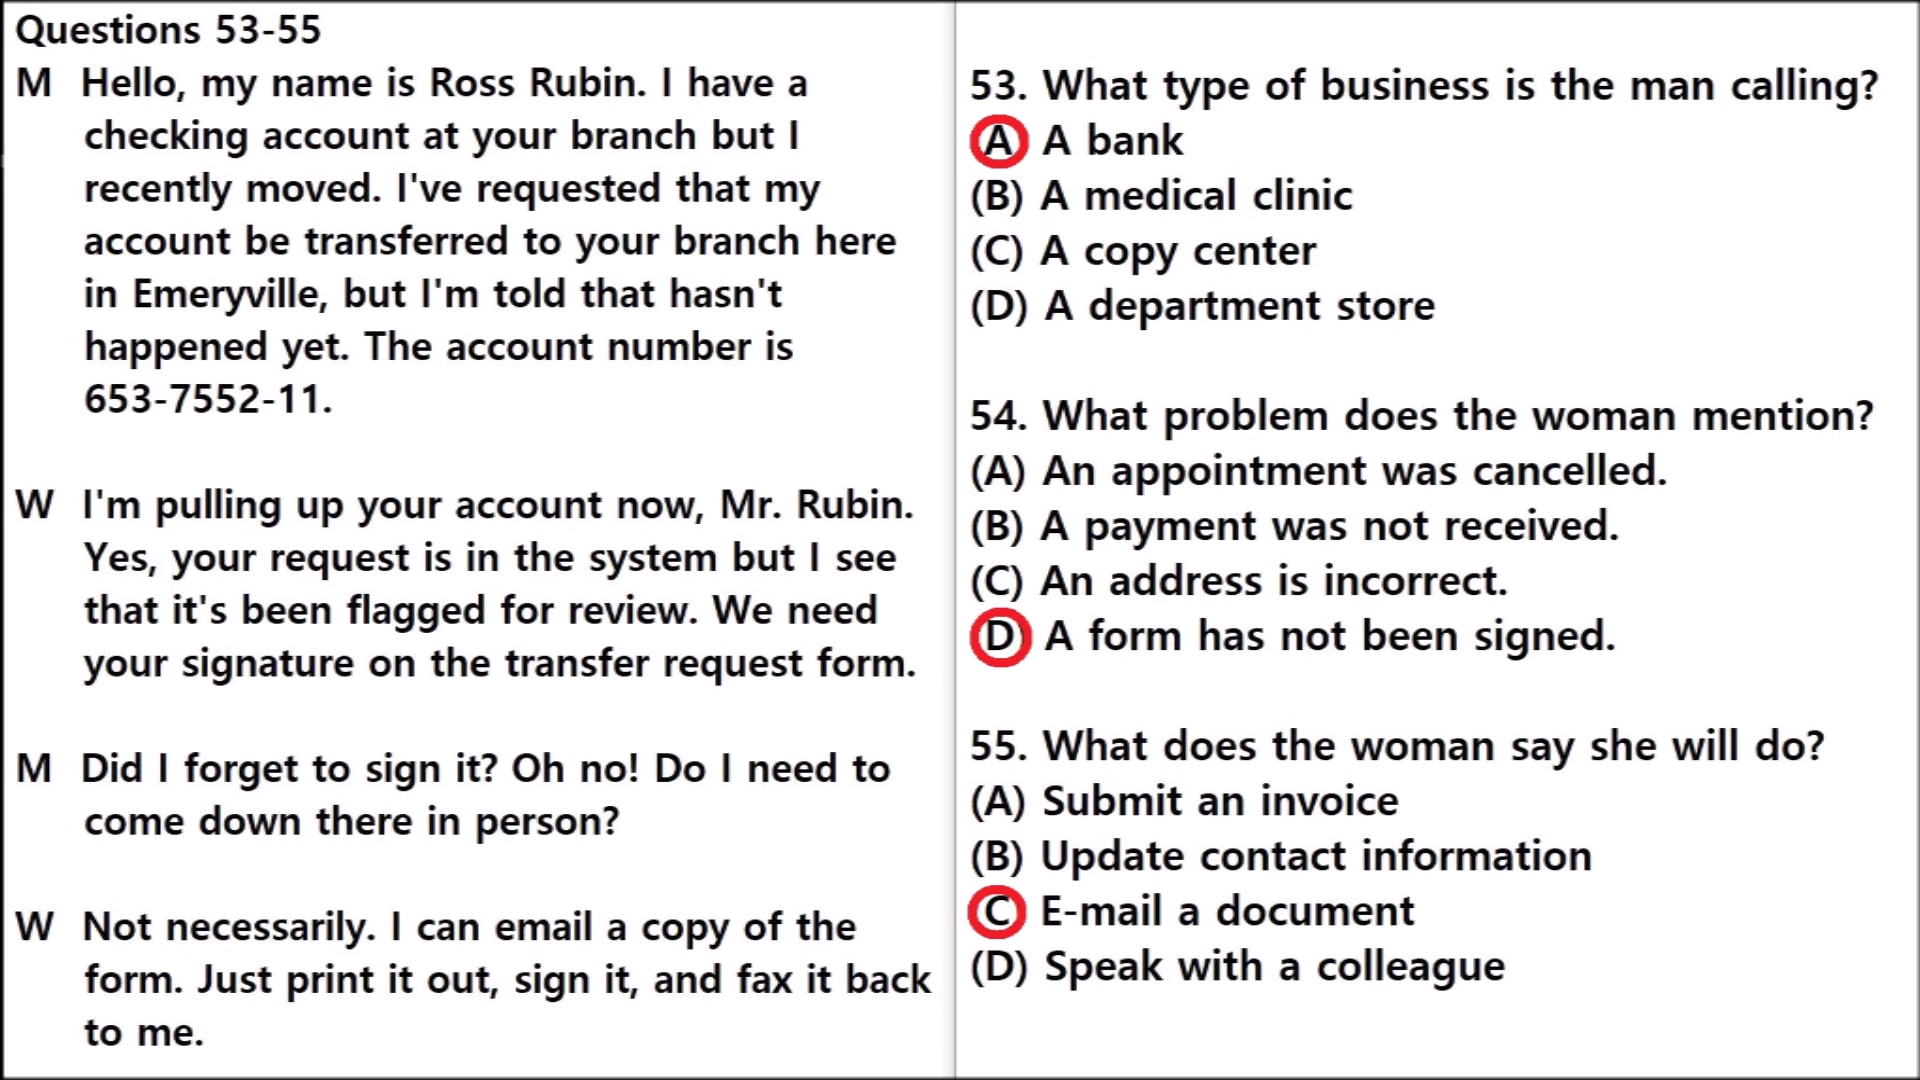 Questions 53-55
M Hello, my name is Ross Rubin. I have a
checking account at your branch but I
recently moved. I've requested that my
account be transferred to your branch here
in Emeryville, but I'm told that hasn't
happened yet. The account number is
653-7552-11.
W I'm pulling up your account now, Mr. Rubin.
Yes, your request is in the system but I see
that it's been flagged for review. We need
your signature on the transfer request form.
M Did I forget to sign it? Oh no! Do I need to
come down there in person?
W Not necessarily. I can email a copy of the
form. Just print it out, sign it, and fax it back
to me.
53. What type of business is the man calling?
(A) A bank
(B) A medical clinic
(C) A copy center
(D) A department store
54. What problem does the woman mention?
(A) An appointment was cancelled.
(B) A payment was not received.
(C) An address is incorrect.
(D) A form has not been signed.
55. What does the woman say she will do?
(A) Submit an invoice
(B) Update contact information
(C) E-mail a document
(D) Speak with a colleague